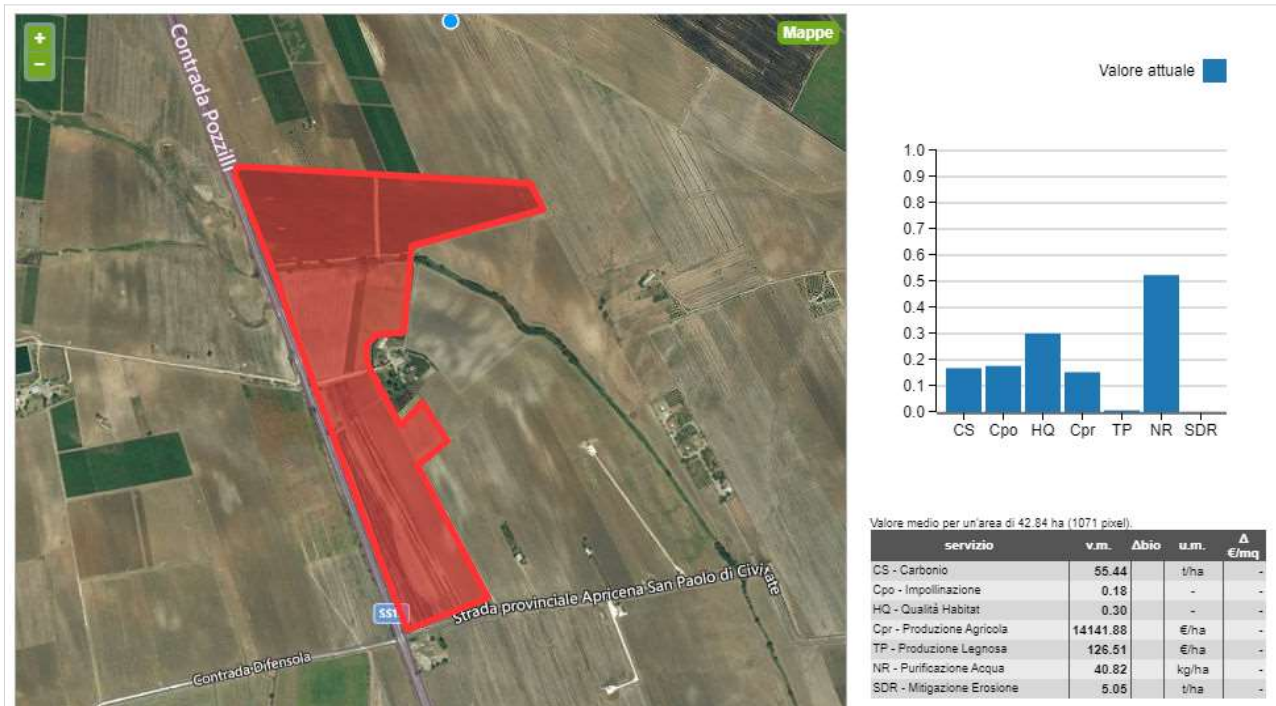 +
−
Mappe
Contrada Pozzilli
Strada provinciale Apricena San Paolo di Civitate
Contrada Difensola
Valore attuale
1.0
0.9
0.8
0.7
0.6
0.5
0.4
0.3
0.2
0.1
0.0
CS Cpo HQ Cpr TP NR SDR
Valore medio per un'area di 42.84 ha (1071 pixel).
servizio v.m. Δbio u.m. Δ €/mq
CS - Carbonio 55.44 t/ha -
Cpo - Impollinazione 0.18 - -
HQ - Qualità Habitat 0.30 - -
Cpr - Produzione Agricola 14141.88 €/ha -
TP - Produzione Legnosa 126.51 €/ha -
NR - Purificazione Acqua 40.82 kg/ha -
SDR - Mitigazione Erosione 5.05 t/ha -